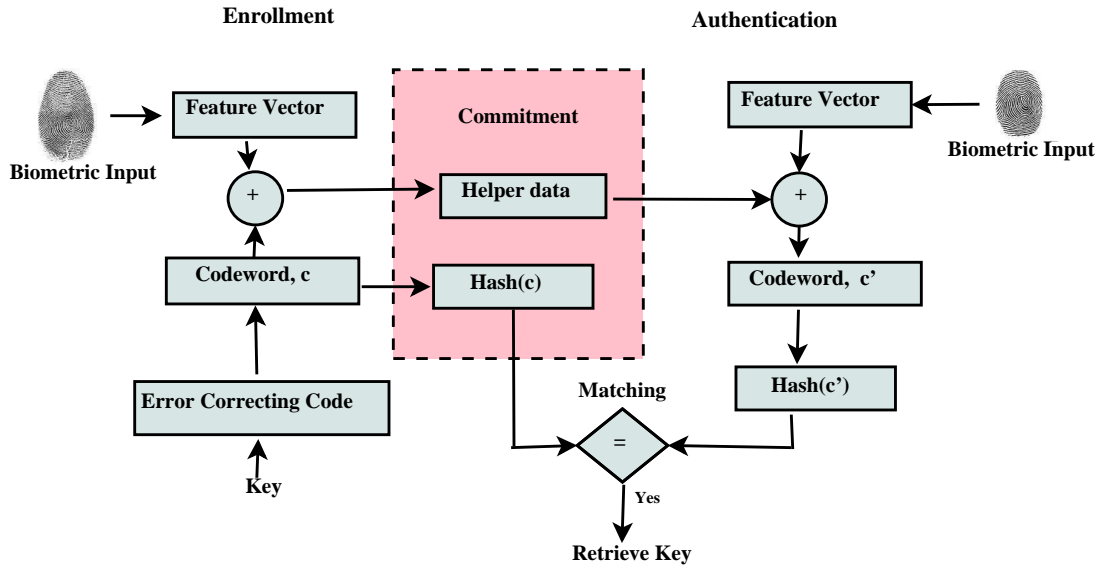 Enrollment
Authentication
Feature Vector
Feature Vector
Commitment
Biometric Input
Biometric Input
+
Helper data
+
Codeword, c
Hash(c)
Codeword, c’
Error Correcting Code
Matching
Hash(c’)
=
Key
Yes
Retrieve Key